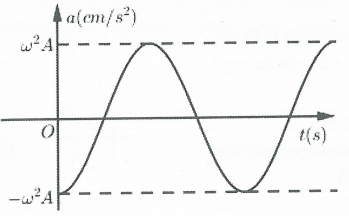 a(cm/s²)
ω²A
O
t(s)
−ω²A